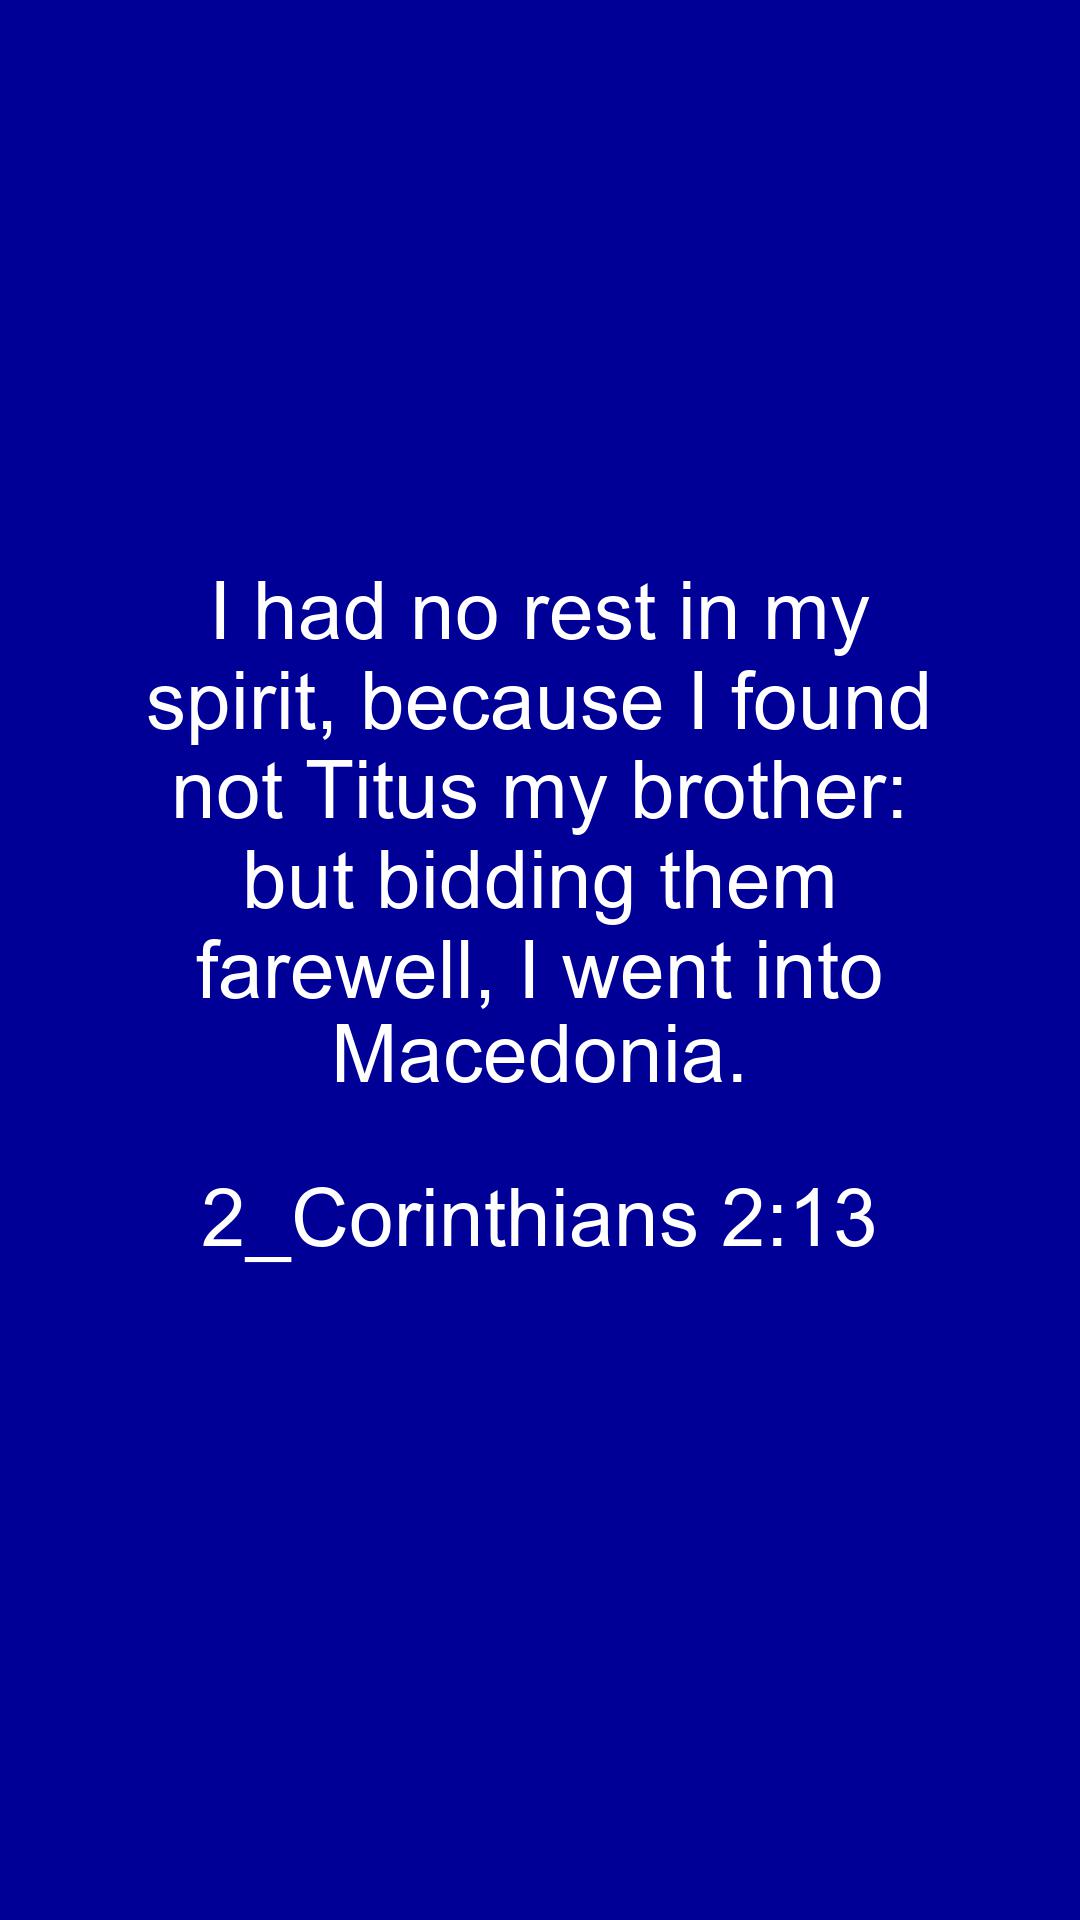 I had no rest in my
spirit, because I found
not Titus my brother:
but bidding them
farewell, I went into
Macedonia.
2_Corinthians 2:13